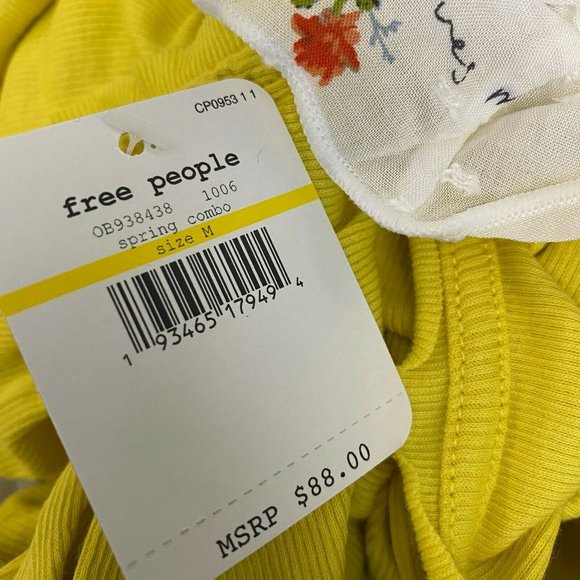 CP0953 1 1
free people
OB938438 1006
spring combo
size M
1 93465 17949 4
MSRP $88.00